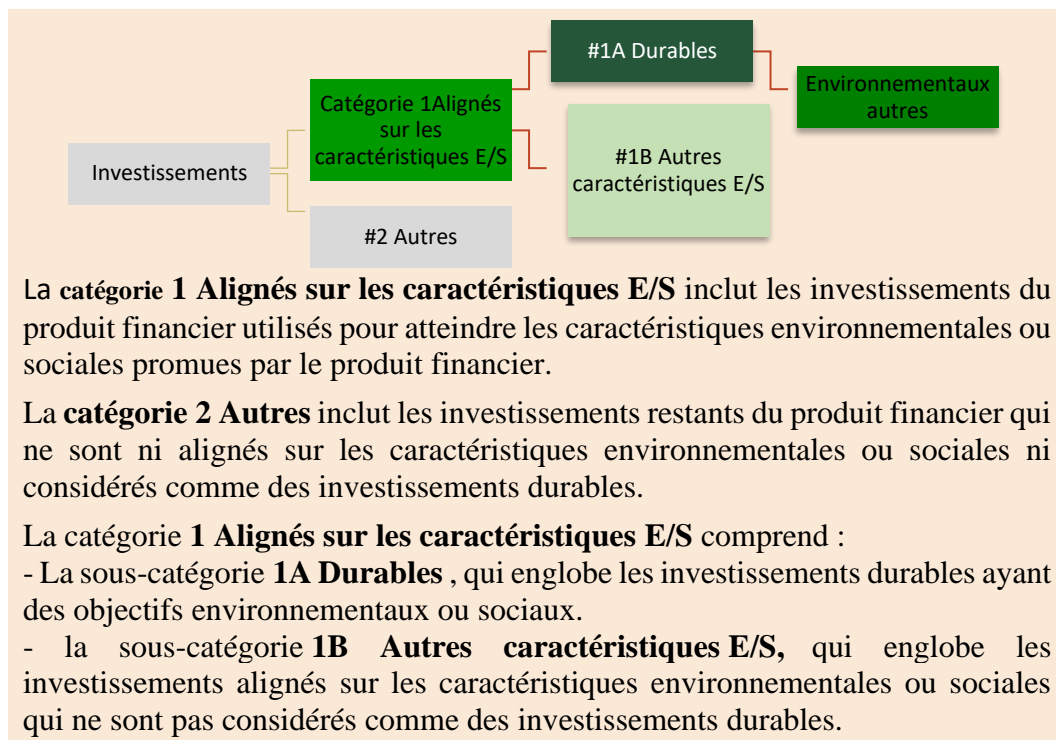 #1A Durables
Environnementaux
autres
Catégorie 1Alignés
sur les
caractéristiques E/S
#1B Autres
caractéristiques E/S
Investissements
#2 Autres
La catégorie 1 Alignés sur les caractéristiques E/S inclut les investissements du
produit financier utilisés pour atteindre les caractéristiques environnementales ou
sociales promues par le produit financier.
La catégorie 2 Autres inclut les investissements restants du produit financier qui
ne sont ni alignés sur les caractéristiques environnementales ou sociales ni
considérés comme des investissements durables.
La catégorie 1 Alignés sur les caractéristiques E/S comprend :
- La sous-catégorie 1A Durables , qui englobe les investissements durables ayant
des objectifs environnementaux ou sociaux.
- la sous-catégorie 1B Autres caractéristiques E/S, qui englobe les
investissements alignés sur les caractéristiques environnementales ou sociales
qui ne sont pas considérés comme des investissements durables.